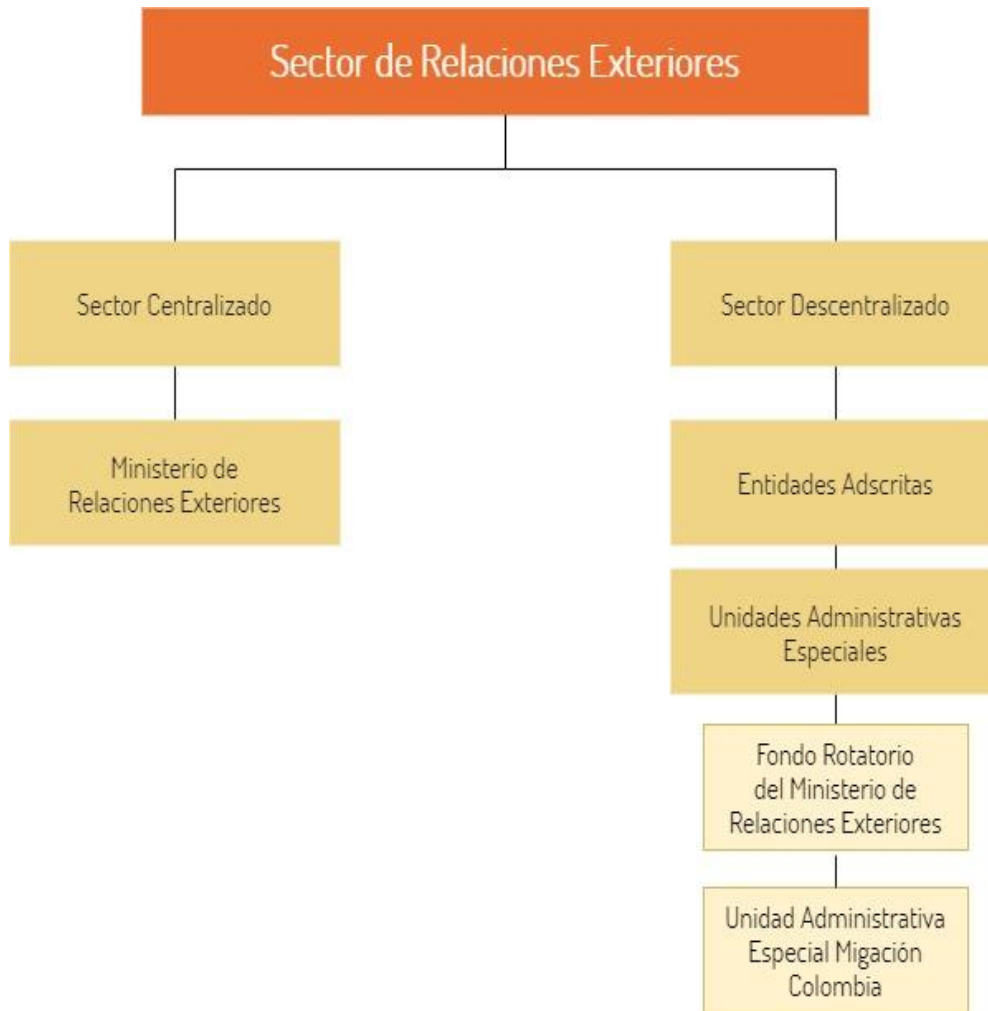 Sector de Relaciones Exteriores
Sector Centralizado
Ministerio de
Relaciones Exteriores
Sector Descentralizado
Entidades Adscritas
Unidades Administrativas
Especiales
Fondo Rotatorio
del Ministerio de
Relaciones Exteriores
Unidad Administrativa
Especial Migación
Colombia